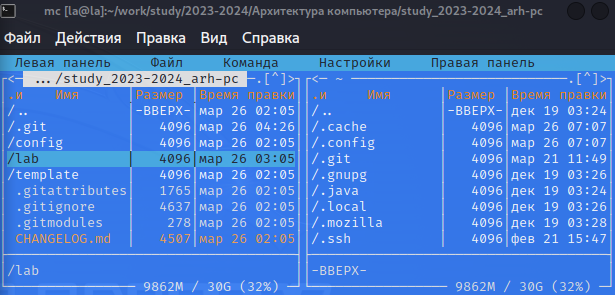 mc [la@la]:~/work/study/2023-2024/Архитектура компьютера/study_2023-2024_arh-pc
Файл Действия Правка Вид Справка
Левая панель Файл Команда Настройки Правая панель
<— .../study_2023-2024_arh-pc —.[^]> <— ~ —.[^]>
.и Имя Размер Время правки .и Имя Размер Время правки
/.. -ВВЕРХ- мар 26 02:05 /.. -ВВЕРХ- дек 19 03:24
/.git 4096 мар 26 04:26 /.cache 4096 мар 26 07:07
/config 4096 мар 26 02:05 /.config 4096 мар 26 07:07
/lab 4096 мар 26 03:05 /.git 4096 мар 21 11:49
/template 4096 мар 26 02:05 /.gnupg 4096 дек 19 03:26
.gitattributes 1765 мар 26 02:05 /.java 4096 дек 19 03:24
.gitignore 4637 мар 26 02:05 /.local 4096 дек 19 03:26
.gitmodules 278 мар 26 02:05 /.mozilla 4096 дек 19 03:28
CHANGELOG.md 4507 мар 26 02:05 /.ssh 4096 фев 21 15:47
/lab -ВВЕРХ-
9862M / 30G (32%) 9862M / 30G (32%)